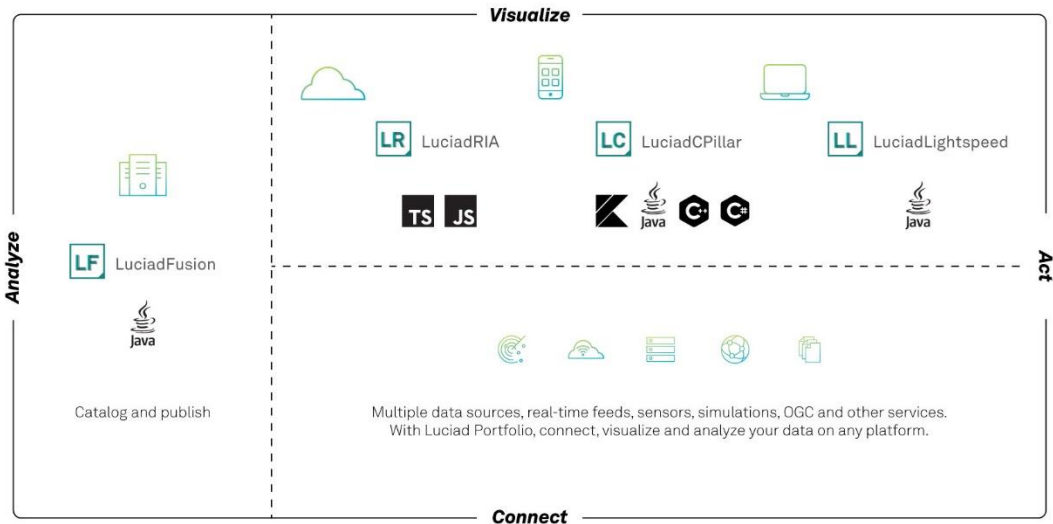 Visualize
LR LuciadRIA
LC LuciadCPillar
LL LuciadLightspeed
TS JS
Java C++ C#
Java
Analyze
LF LuciadFusion
Java
Act
Catalog and publish
Multiple data sources, real-time feeds, sensors, simulations, OGC and other services.
With Luciad Portfolio, connect, visualize and analyze your data on any platform.
Connect